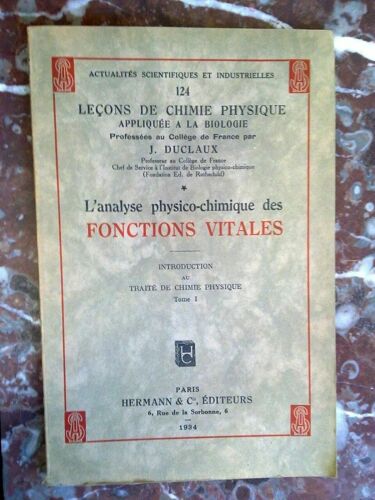 ACTUALITÉS SCIENTIFIQUES ET INDUSTRIELLES
124
LEÇONS DE CHIMIE PHYSIQUE
APPLIQUÉE A LA BIOLOGIE
Professées au Collège de France par
J. DUCLAUX
Professeur au Collège de France
Chef de Service à l'Institut de Biologie physico-chimique
(Fondation Ed. de Rothschild)
*
L'analyse physico-chimique des
FONCTIONS VITALES
INTRODUCTION
AU
TRAITÉ DE CHIMIE PHYSIQUE
Tome I
HC
PARIS
HERMANN & Cie, ÉDITEURS
6, Rue de la Sorbonne, 6
1934